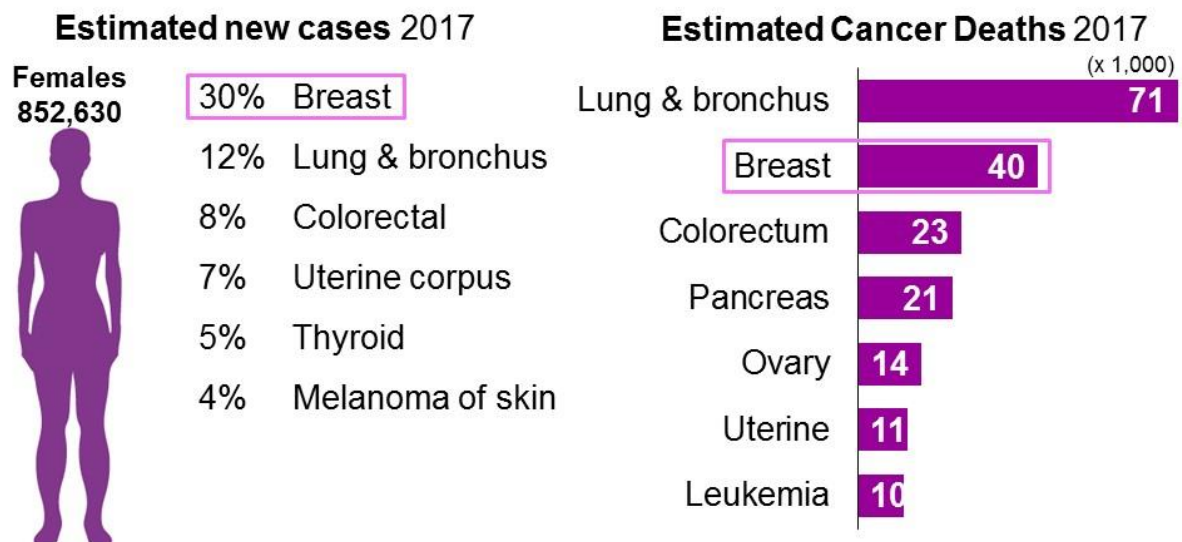 Estimated new cases 2017
Females
852,630
30% Breast
12% Lung & bronchus
8% Colorectal
7% Uterine corpus
5% Thyroid
4% Melanoma of skin
Estimated Cancer Deaths 2017
(x 1,000)
Lung & bronchus 71
Breast 40
Colorectum 23
Pancreas 21
Ovary 14
Uterine 11
Leukemia 10